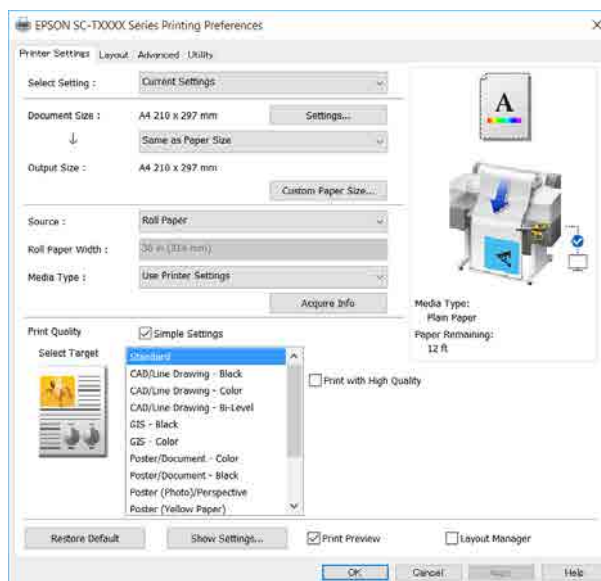 EPSON SC-TXXXX Series Printing Preferences
Printer Settings Layout Advanced Utility
Select Setting : Current Settings
Document Size : A4 210 x 297 mm Settings...
Same as Paper Size
Output Size : A4 210 x 297 mm
Custom Paper Size...
Source : Roll Paper
Roll Paper Width :
Media Type : Use Printer Settings
Acquire Info
Media Type:
Plain Paper
Paper Remaining:
12 ft
Print Quality Simple Settings
Select Target
Standard
CAD/Line Drawing - Black
CAD/Line Drawing - Color
CAD/Line Drawing - Bi-Level
GIS - Black
GIS - Color
Poster/Document - Color
Poster/Document - Black
Poster (Photo)/Perspective
Poster (Yellow Paper)
Print with High Quality
Restore Default Show Settings... Print Preview Layout Manager
OK Cancel Help
A
A